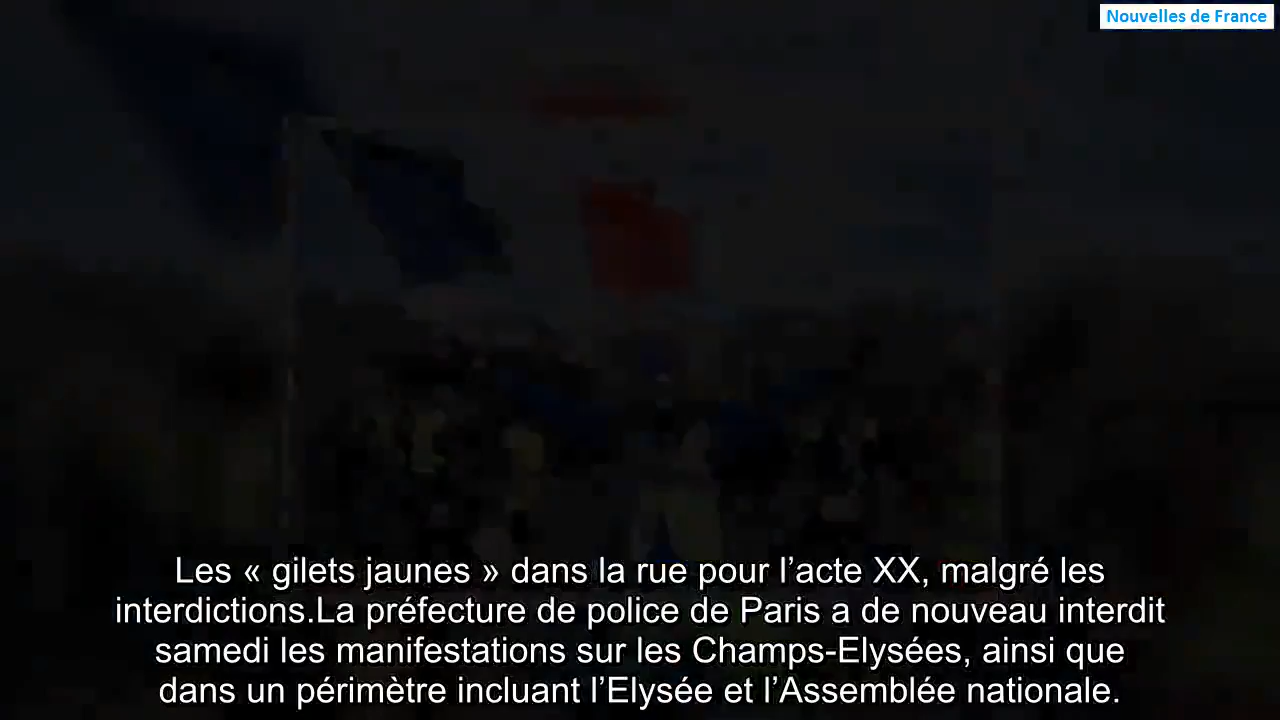 Nouvelles de France
Les « gilets jaunes » dans la rue pour l’acte XX, malgré les
interdictions.La préfecture de police de Paris a de nouveau interdit
samedi les manifestations sur les Champs-Elysées, ainsi que
dans un périmètre incluant l’Elysée et l’Assemblée nationale.